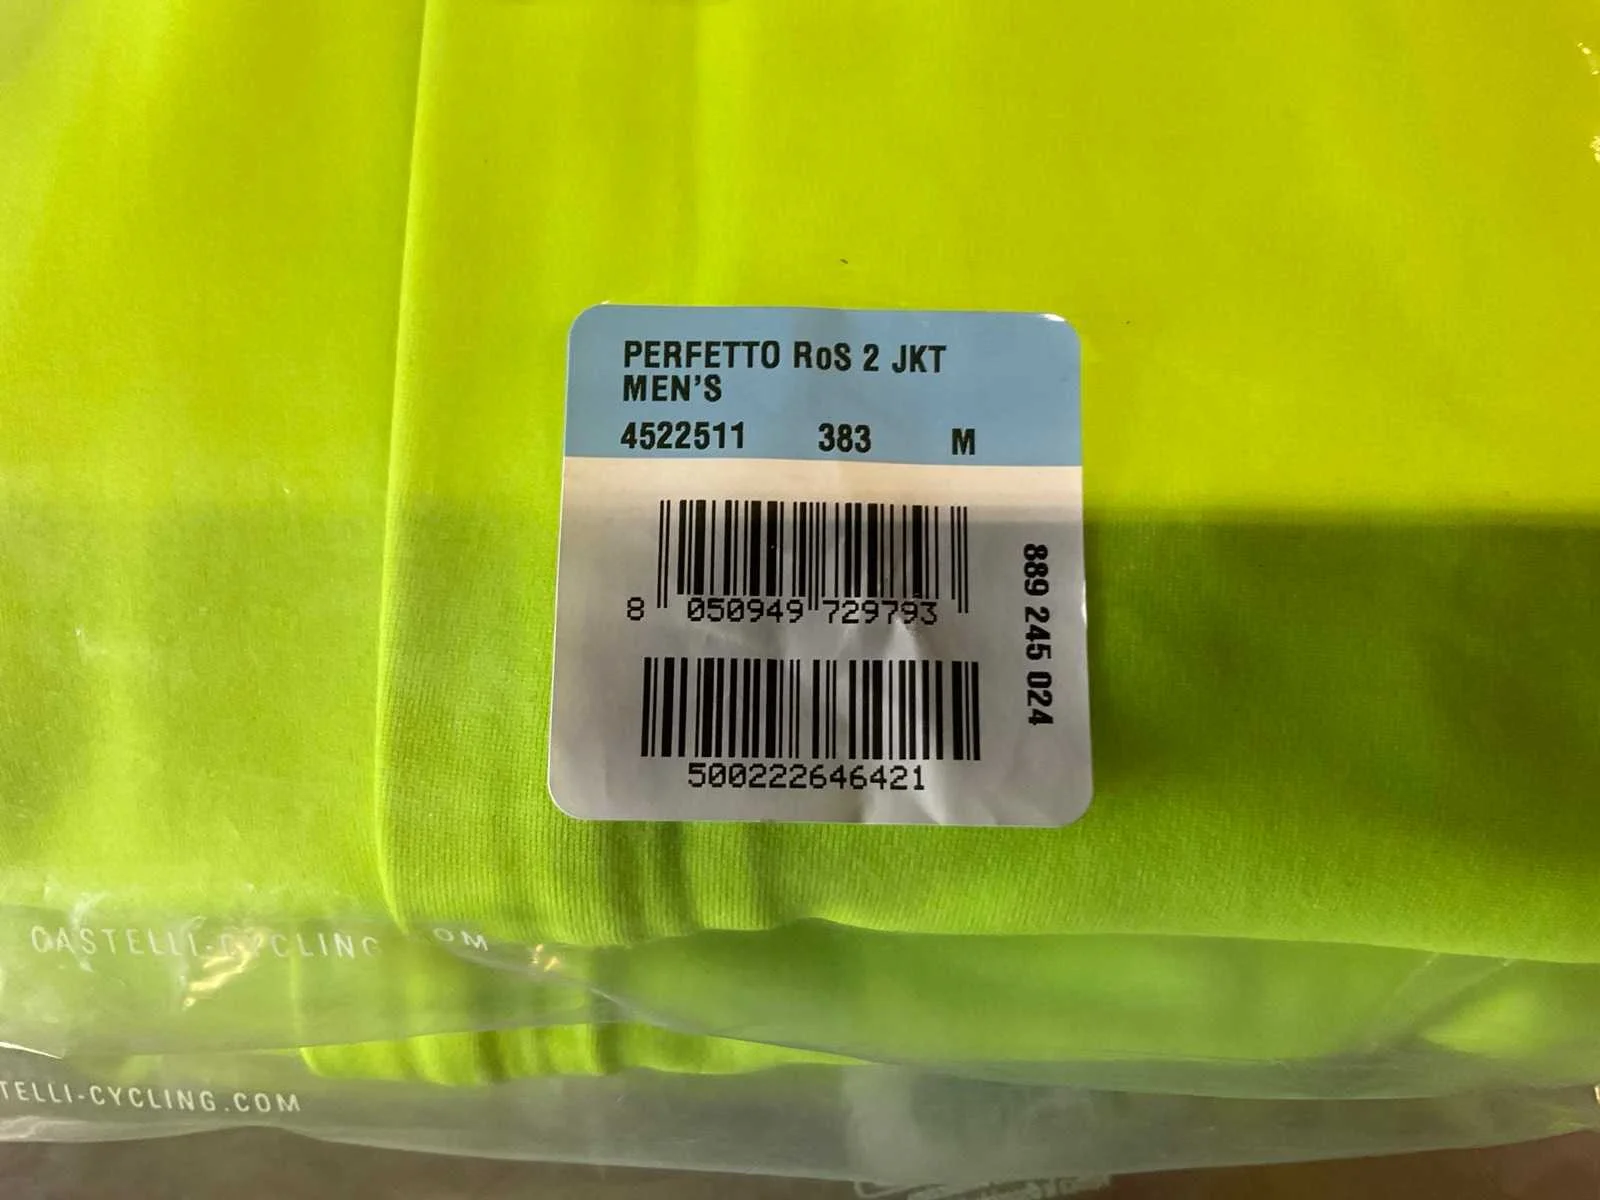 PERFETTO RoS 2 JKT
MEN'S
4522511 383 M
8 050949 729793
889 245 024
500222646421
CASTELLI-CYCLING.COM
TELLI-CYCLING.COM